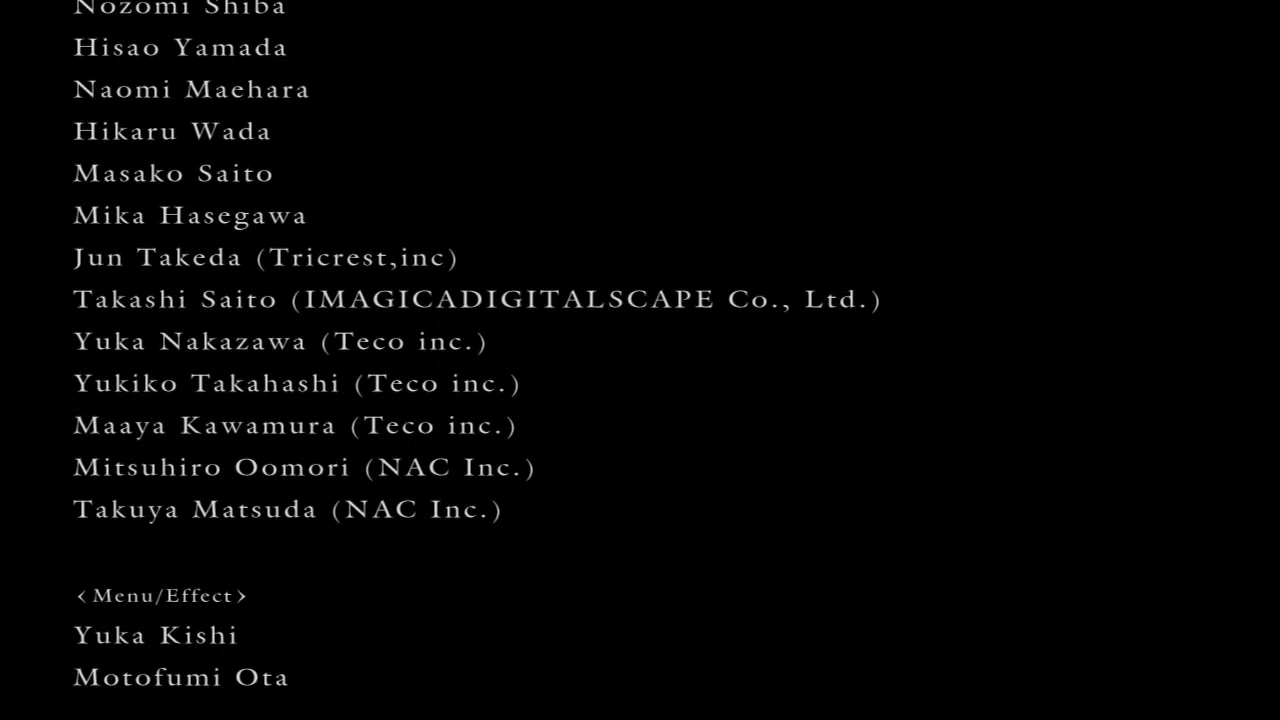 Nozomi Shiba
Hisao Yamada
Naomi Maehara
Hikaru Wada
Masako Saito
Mika Hasegawa
Jun Takeda (Tricrest,inc)
Takashi Saito (IMAGICADIGITALSCAPE Co., Ltd.)
Yuka Nakazawa (Teco inc.)
Yukiko Takahashi (Teco inc.)
Maaya Kawamura (Teco inc.)
Mitsuhiro Oomori (NAC Inc.)
Takuya Matsuda (NAC Inc.)
<Menu/Effect>
Yuka Kishi
Motofumi Ota